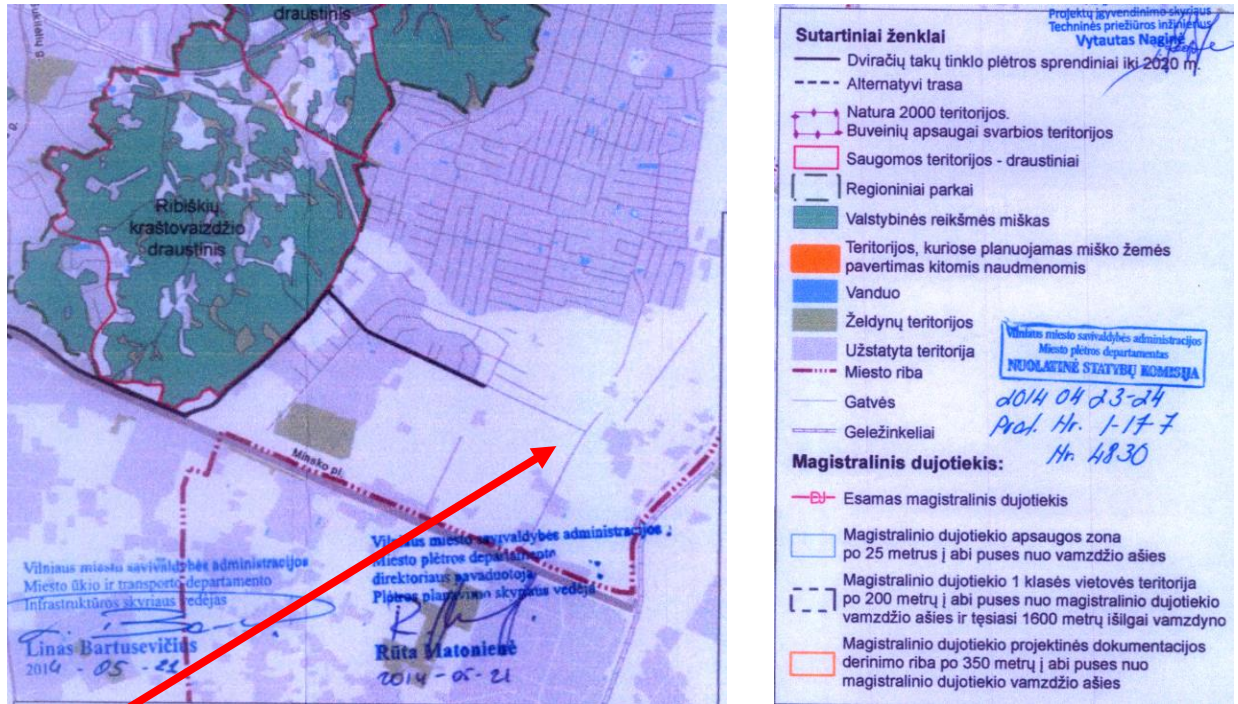 draustinis
Ribiškių
kraštovaizdžio
draustinis
Minsko pl.
Vilniaus miesto savivaldybės administracijos
Miesto ūkio ir transporto departamento
Infrastruktūros skyriaus vedėjas
Linas Bartusevičius
2014 - 05 - 21
Vilniaus miesto savivaldybės administracijos
Miesto plėtros departamento
direktoriaus pavaduotoja
Plėtros planavimo skyriaus vedėja
Rūta Matonienė
2014 - 05 - 21
Projektų įgyvendinimo skyriaus
Techninės priežiūros inžinierius
Vytautas Naginė
Sutartiniai ženklai
Dviračių takų tinklo plėtros sprendiniai iki 2020 m.
Alternatyvi trasa
Natura 2000 teritorijos.
Buveinių apsaugai svarbios teritorijos
Saugomos teritorijos - draustiniai
Regioniniai parkai
Valstybinės reikšmės miškas
Teritorijos, kuriose planuojamas miško žemės
pavertimas kitomis naudmenomis
Vanduo
Želdynų teritorijos
Užstatyta teritorija
Miesto riba
Gatvės
Geležinkeliai
Vilniaus miesto savivaldybės administracijos
Miesto plėtros departamentas
NUOLATINĖ STATYBŲ KOMISIJA
2014 04 23-24
Prot. Nr. 1-17-7
Nr. 4830
Magistralinis dujotiekis:
Esamas magistralinis dujotiekis
Magistralinio dujotiekio apsaugos zona
po 25 metrus į abi puses nuo vamzdžio ašies
Magistralinio dujotiekio 1 klasės vietovės teritorija
po 200 metrų į abi puses nuo magistralinio dujotiekio
vamzdžio ašies ir tęsiasi 1600 metrų išilgai vamzdyno
Magistralinio dujotiekio projektinės dokumentacijos
derinimo riba po 350 metrų į abi puses nuo
magistralinio dujotiekio vamzdžio ašies